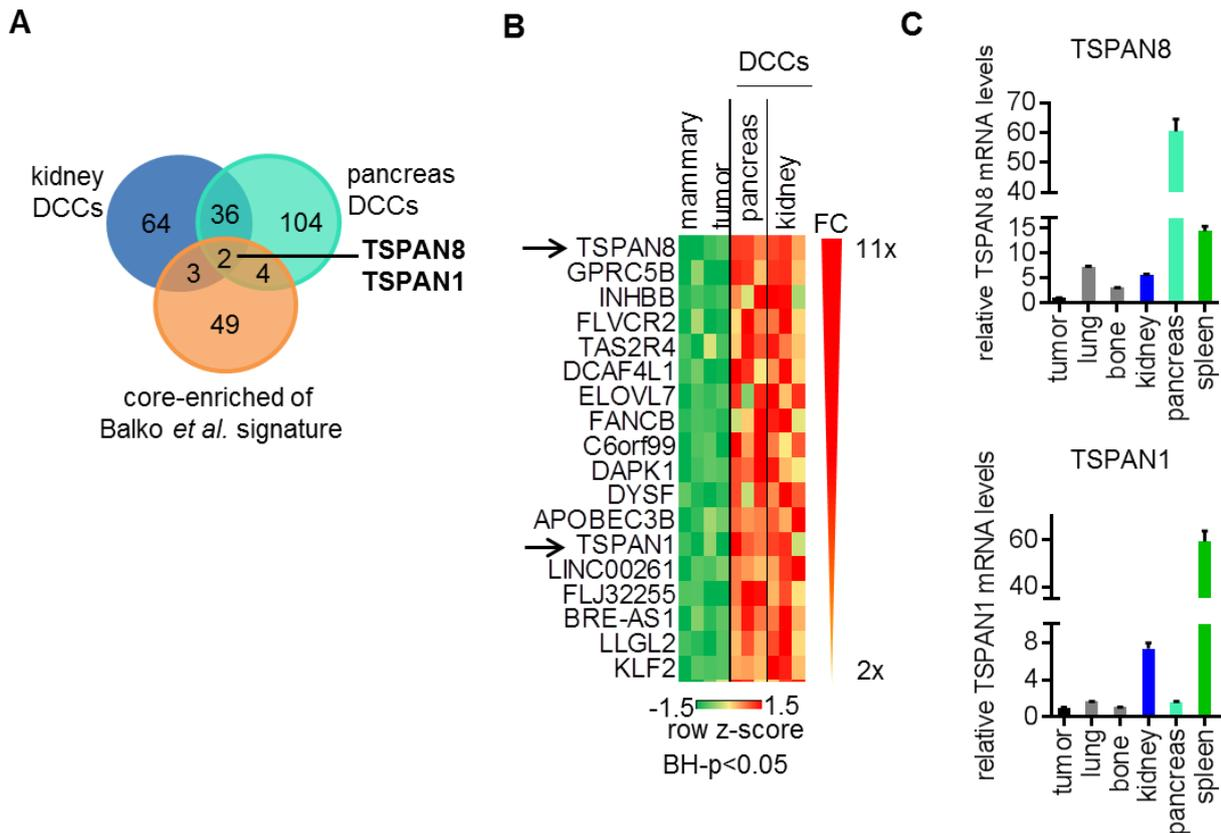 A
kidney
DCCs
pancreas
DCCs
64
36
104
2
3
4
49
TSPAN8
TSPAN1
core-enriched of
Balko et al. signature
B
DCCs
mammary
tumor
pancreas
kidney
FC
TSPAN8
GPRC5B
INHBB
FLVCR2
TAS2R4
DCAF4L1
ELOVL7
FANCB
C6orf99
DAPK1
DYSF
APOBEC3B
TSPAN1
LINC00261
FLJ32255
BRE-AS1
LLGL2
KLF2
11x
2x
-1.5
1.5
row z-score
BH-p<0.05
C
TSPAN8
relative TSPAN8 mRNA levels
70
60
50
40
15
10
5
0
tumor
lung
bone
kidney
pancreas
spleen
TSPAN1
relative TSPAN1 mRNA levels
60
40
8
4
0
tumor
lung
bone
kidney
pancreas
spleen